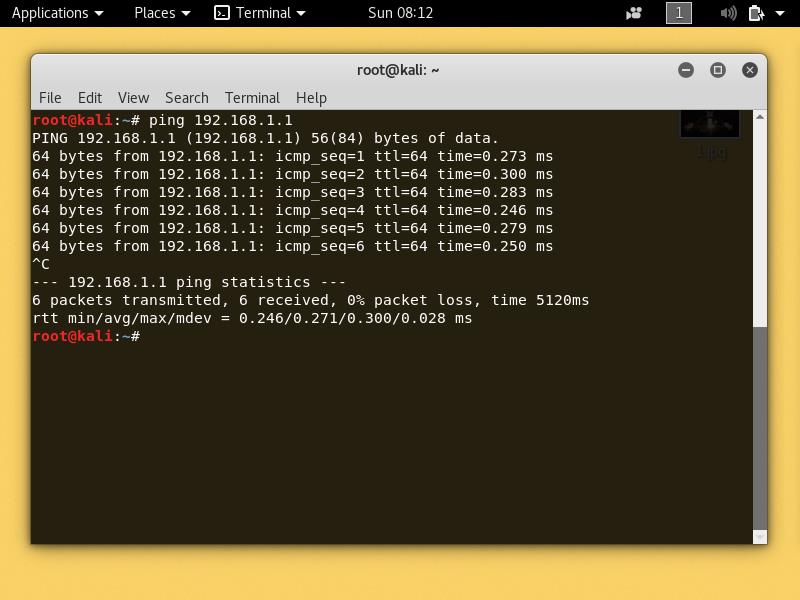 Applications Places Terminal Sun 08:12 1
root@kali: ~
File Edit View Search Terminal Help
root@kali:~# ping 192.168.1.1
PING 192.168.1.1 (192.168.1.1) 56(84) bytes of data.
64 bytes from 192.168.1.1: icmp_seq=1 ttl=64 time=0.273 ms
64 bytes from 192.168.1.1: icmp_seq=2 ttl=64 time=0.300 ms
64 bytes from 192.168.1.1: icmp_seq=3 ttl=64 time=0.283 ms
64 bytes from 192.168.1.1: icmp_seq=4 ttl=64 time=0.246 ms
64 bytes from 192.168.1.1: icmp_seq=5 ttl=64 time=0.279 ms
64 bytes from 192.168.1.1: icmp_seq=6 ttl=64 time=0.250 ms
^C
--- 192.168.1.1 ping statistics ---
6 packets transmitted, 6 received, 0% packet loss, time 5120ms
rtt min/avg/max/mdev = 0.246/0.271/0.300/0.028 ms
root@kali:~#